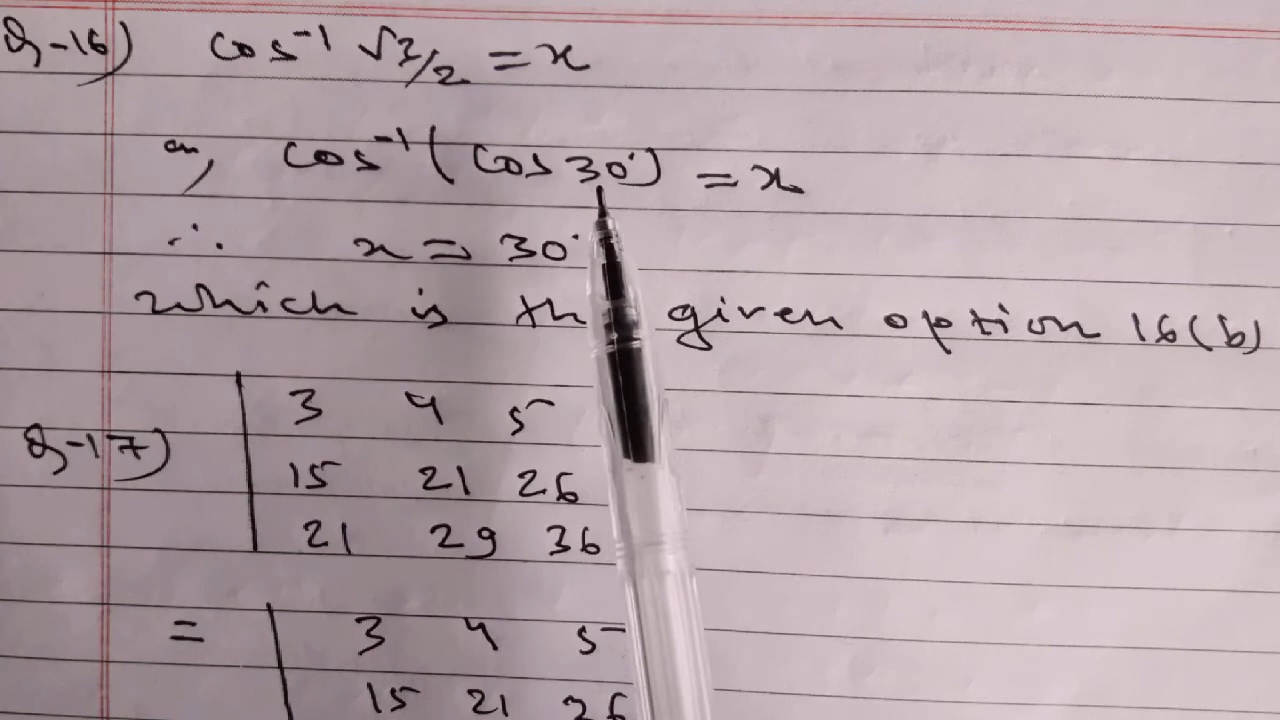 Q-16) cos⁻¹ √3/2 = x
or, cos⁻¹ (cos 30°) = x
∴ x = 30°
which is the given option 16(b)
3 4 5
Q-17) 15 21 26
21 29 36
= 3 4 5
15 21 26